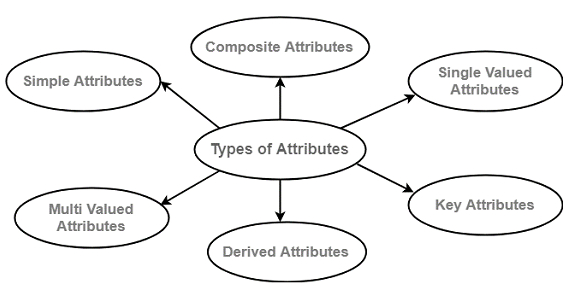 Composite Attributes
Simple Attributes
Single Valued
Attributes
Types of Attributes
Multi Valued
Attributes
Key Attributes
Derived Attributes